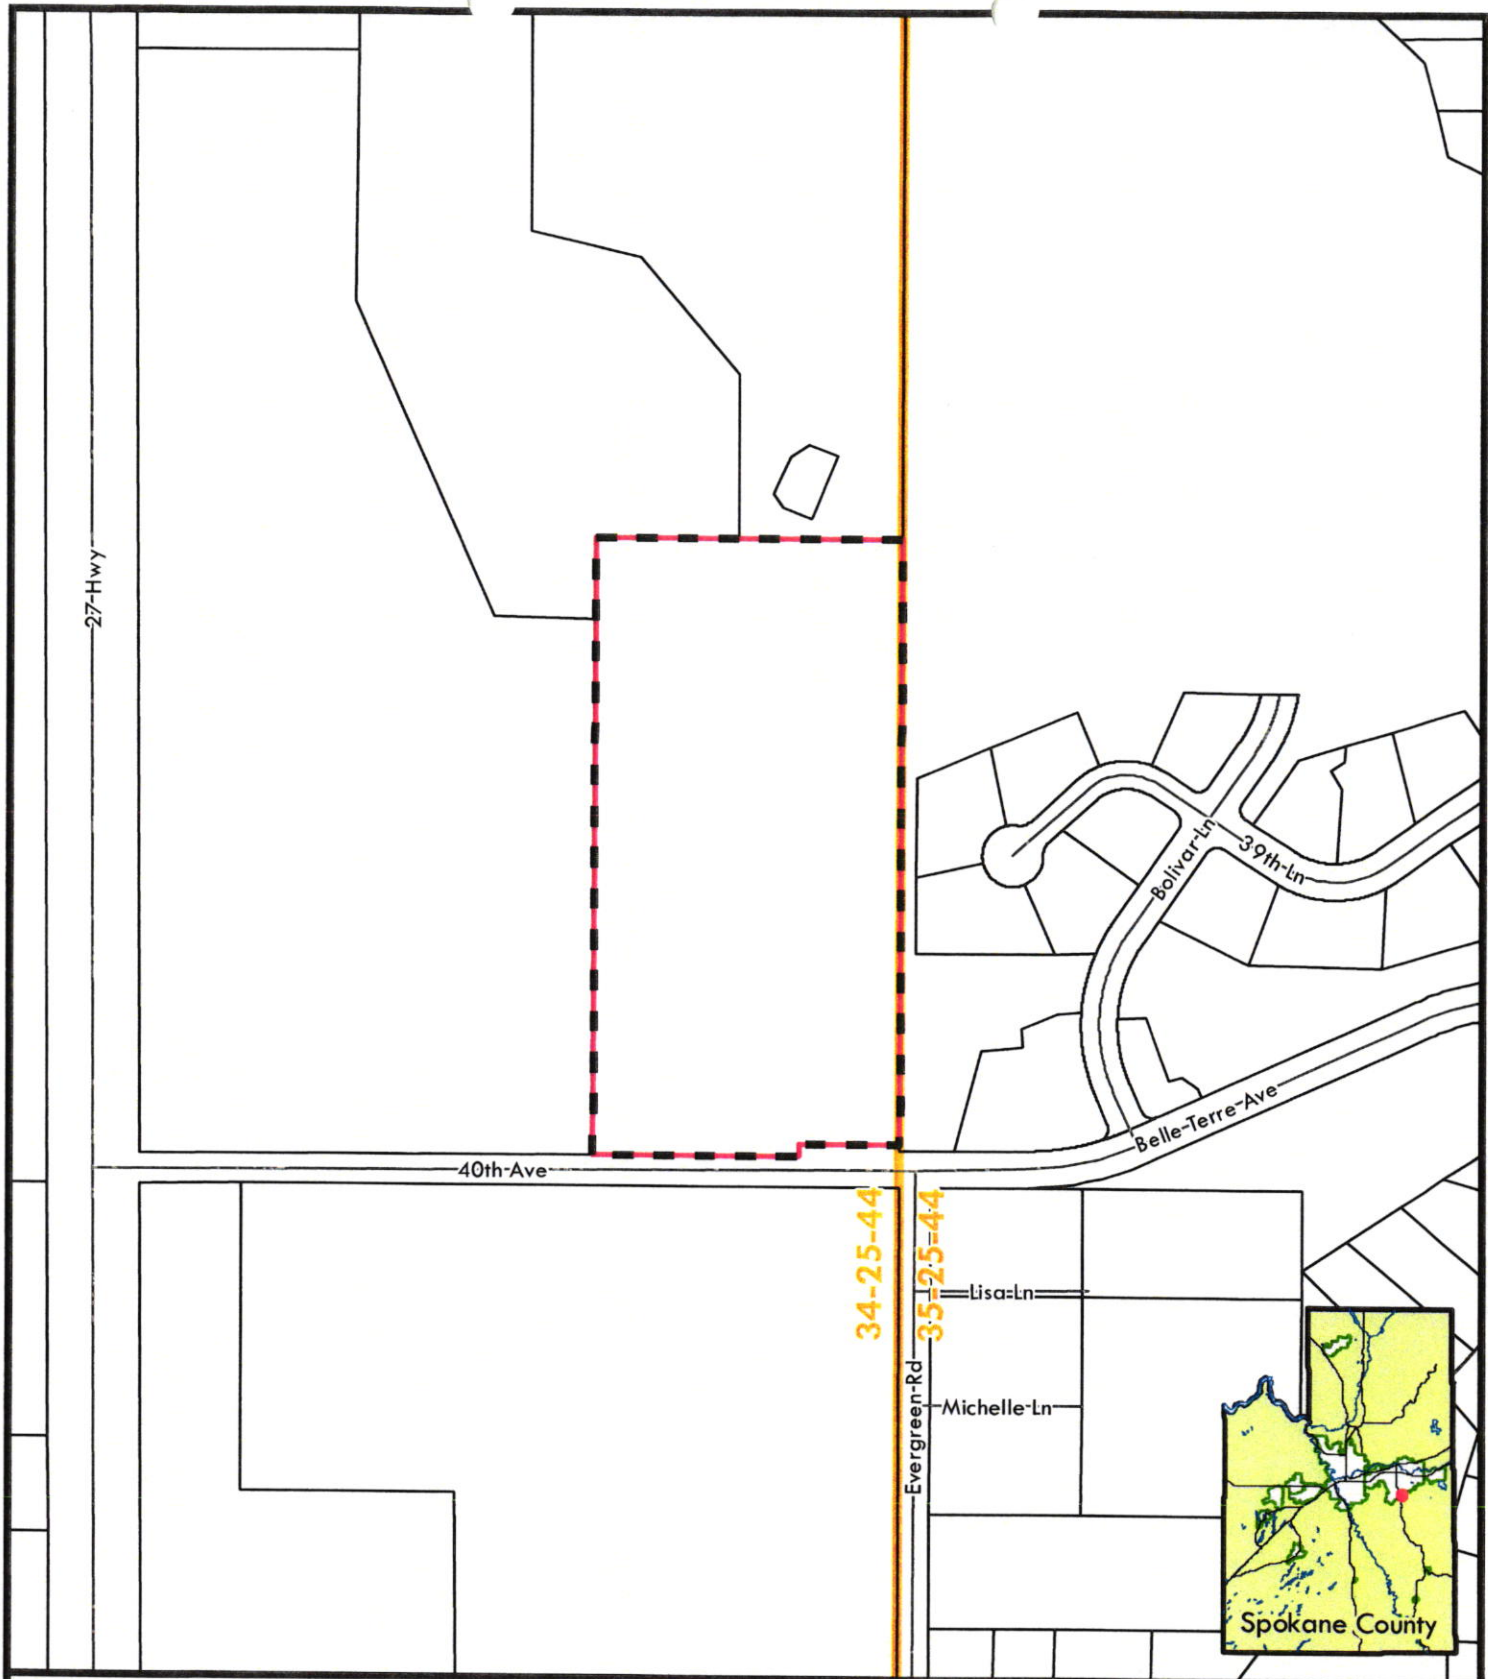 27-Hwy
Bolivar-Ln
39th-Ln
Belle-Terre-Ave
40th-Ave
34-25-44
35-25-44
Lisa-Ln
Evergreen-Rd
Michelle-Ln
Spokane County